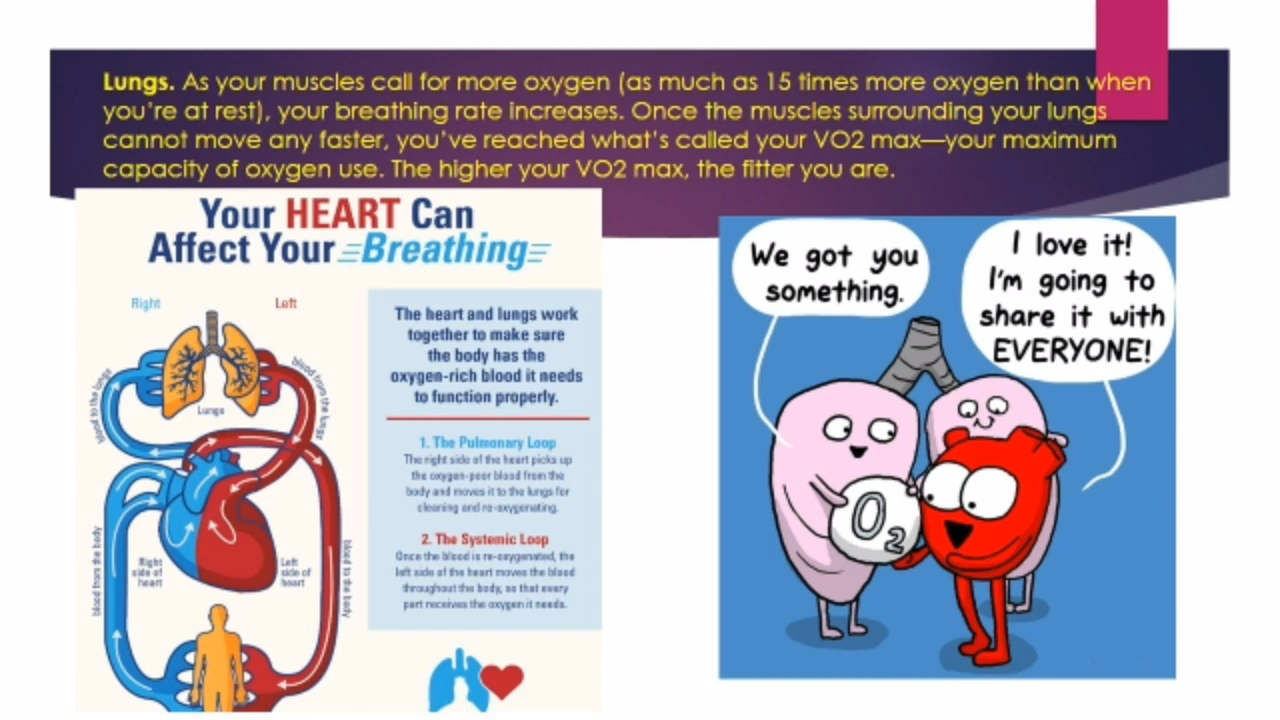 Lungs. As your muscles call for more oxygen (as much as 15 times more oxygen than when
you're at rest), your breathing rate increases. Once the muscles surrounding your lungs
cannot move any faster, you've reached what's called your VO2 max—your maximum
capacity of oxygen use. The higher your VO2 max, the fitter you are.
Your HEART Can
Affect Your Breathing
Right
Left
blood to the lungs
blood from the lungs
Lungs
blood from the body
Right
side of
heart
Left
side of
heart
blood to the body
The heart and lungs work
together to make sure
the body has the
oxygen-rich blood it needs
to function properly.
1. The Pulmonary Loop
The right side of the heart picks up
the oxygen-poor blood from the
body and moves it to the lungs for
cleaning and re-oxygenating.
2. The Systemic Loop
Once the blood is re-oxygenated, the
left side of the heart moves the blood
throughout the body, so that every
part receives the oxygen it needs.
We got you
something.
I love it!
I'm going to
share it with
EVERYONE!
O2